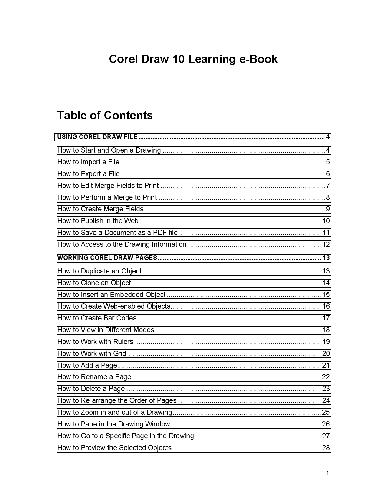 Corel Draw 10 Learning e-Book
Table of Contents
USING COREL DRAW FILE 4
How to Start and Open a Drawing 4
How to Import a File 5
How to Export a File 6
How to Edit Merge Fields to Print 7
How to Perform a Merge to Print 8
How to Create Merge Fields 9
How to Publish in the Web 10
How to Save a Document as a PDF file 11
How to Access to the Drawing Information 12
WORKING COREL DRAW PAGES 13
How to Duplicate an Object 13
How to Clone an Object 14
How to Insert an Embedded Object 15
How to Create Web-enabled Objects 16
How to Create Bar Codes 17
How to View in Different Modes 18
How to Work with Rulers 19
How to Work with Grid 20
How to Add a Page 21
How to Rename a Page 22
How to Delete a Page 23
How to Re arrange the Order of Pages 24
How to Zoom in and out of a Drawing 25
How to Pane in the Drawing Window 26
How to Go to a Specific Page in the Drawing 27
How to Preview the Selected Objects 28
1